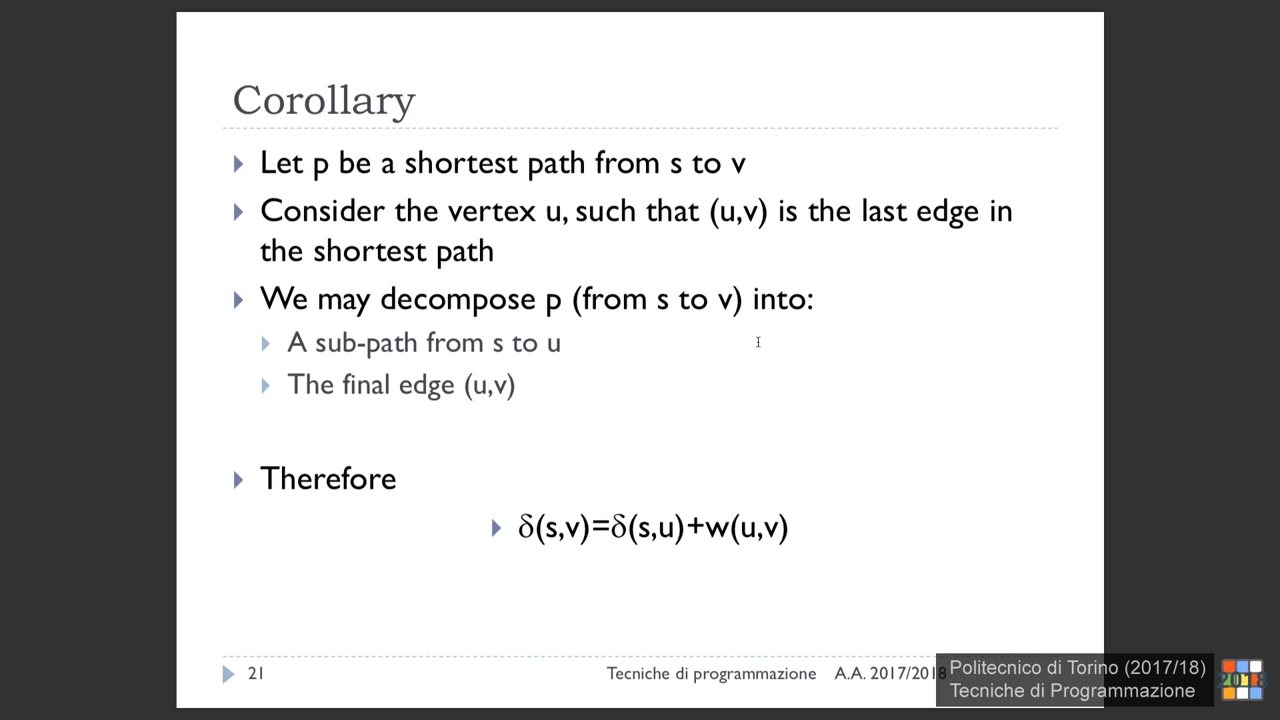 Corollary
Let p be a shortest path from s to v
Consider the vertex u, such that (u,v) is the last edge in
the shortest path
We may decompose p (from s to v) into:
A sub-path from s to u
The final edge (u,v)
Therefore
δ(s,v)=δ(s,u)+w(u,v)
21
Tecniche di programmazione A.A. 2017/2018
Politecnico di Torino (2017/18)
Tecniche di Programmazione
2018